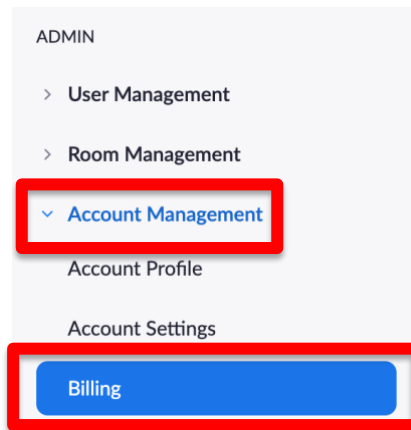 ADMIN
User Management
Room Management
Account Management
Account Profile
Account Settings
Billing